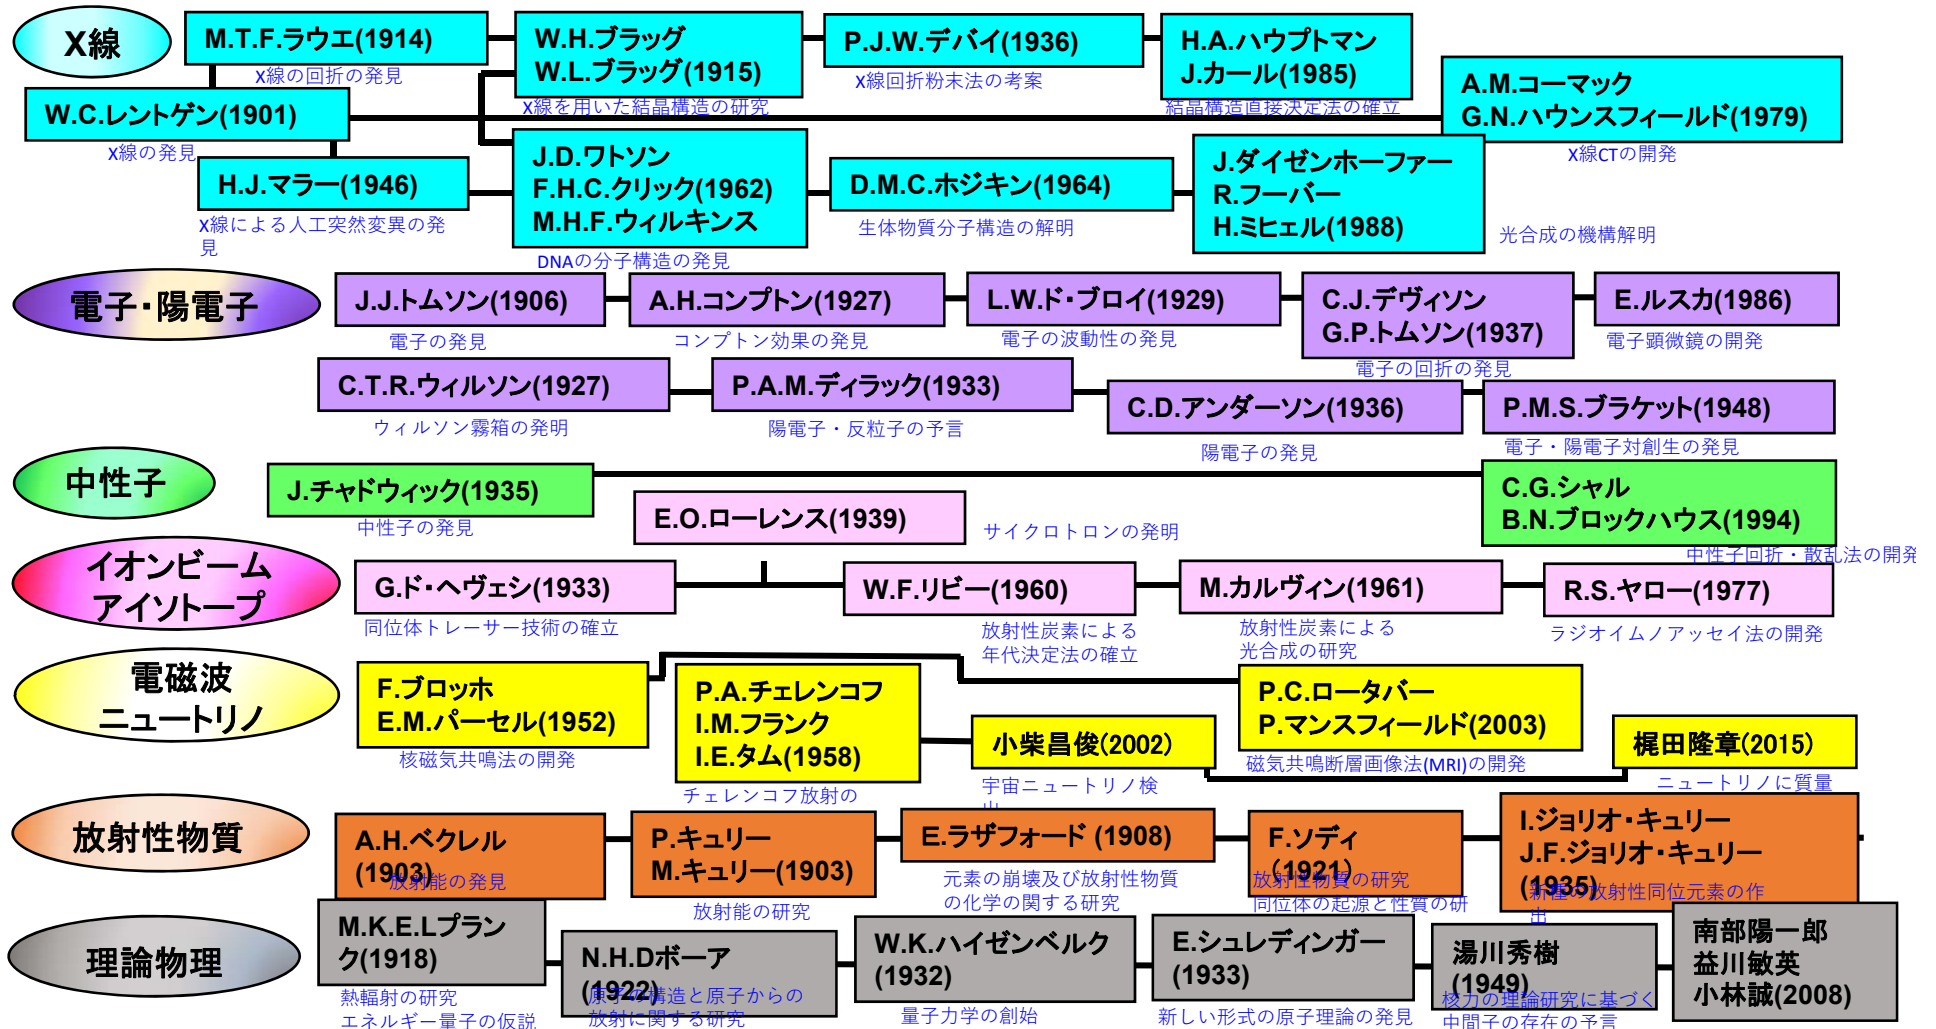 X線
M.T.F.ラウエ(1914)
X線の回折の発見
W.H.ブラッグ
W.L.ブラッグ(1915)
X線を用いた結晶構造の研究
P.J.W.デバイ(1936)
X線回折粉末法の考案
H.A.ハウプトマン
J.カール(1985)
結晶構造直接決定法の確立
A.M.コーマック
G.N.ハウンスフィールド(1979)
X線CTの開発
W.C.レントゲン(1901)
X線の発見
H.J.マラー(1946)
X線による人工突然変異の発
見
J.D.ワトソン
F.H.C.クリック(1962)
M.H.F.ウィルキンス
DNAの分子構造の発見
D.M.C.ホジキン(1964)
生体物質分子構造の解明
J.ダイゼンホーファー
R.フーバー
H.ミヒェル(1988)
光合成の機構解明
電子・陽電子
J.J.トムソン(1906)
電子の発見
A.H.コンプトン(1927)
コンプトン効果の発見
L.W.ド・ブロイ(1929)
電子の波動性の発見
C.J.デヴィソン
G.P.トムソン(1937)
電子の回折の発見
E.ルスカ(1986)
電子顕微鏡の開発
C.T.R.ウィルソン(1927)
ウィルソン霧箱の発明
P.A.M.ディラック(1933)
陽電子・反粒子の予言
C.D.アンダーソン(1936)
陽電子の発見
P.M.S.ブラケット(1948)
電子・陽電子対創生の発見
中性子
J.チャドウィック(1935)
中性子の発見
C.G.シャル
B.N.ブロックハウス(1994)
中性子回折・散乱法の開発
イオンビーム
アイソトープ
E.O.ローレンス(1939)
サイクロトロンの発明
G.ド・ヘヴェシ(1933)
同位体トレーサー技術の確立
W.F.リビー(1960)
放射性炭素による
年代決定法の確立
M.カルヴィン(1961)
放射性炭素による
光合成の研究
R.S.ヤロー(1977)
ラジオイムノアッセイ法の開発
電磁波
ニュートリノ
F.ブロッホ
E.M.パーセル(1952)
核磁気共鳴法の開発
P.A.チェレンコフ
I.M.フランク
I.E.タム(1958)
チェレンコフ放射の
小柴昌俊(2002)
宇宙ニュートリノ検
P.C.ロータバー
P.マンスフィールド(2003)
磁気共鳴断層画像法(MRI)の開発
梶田隆章(2015)
ニュートリノに質量
放射性物質
A.H.ベクレル
(1903)
放射能の発見
P.キュリー
M.キュリー(1903)
放射能の研究
E.ラザフォード (1908)
元素の崩壊及び放射性物質
の化学の関する研究
F.ソディ
(1921)
放射性物質の研究
同位体の起源と性質の研
I.ジョリオ・キュリー
J.F.ジョリオ・キュリー
(1935)
新種の放射性同位元素の作
出
理論物理
M.K.E.Lプラン
ク(1918)
熱輻射の研究
エネルギー量子の仮説
N.H.Dボーア
(1922)
原子の構造と原子からの
放射に関する研究
W.K.ハイゼンベルク
(1932)
量子力学の創始
E.シュレディンガー
(1933)
新しい形式の原子理論の発見
湯川秀樹
(1949)
核力の理論研究に基づく
中間子の存在の予言
南部陽一郎
益川敏英
小林誠(2008)